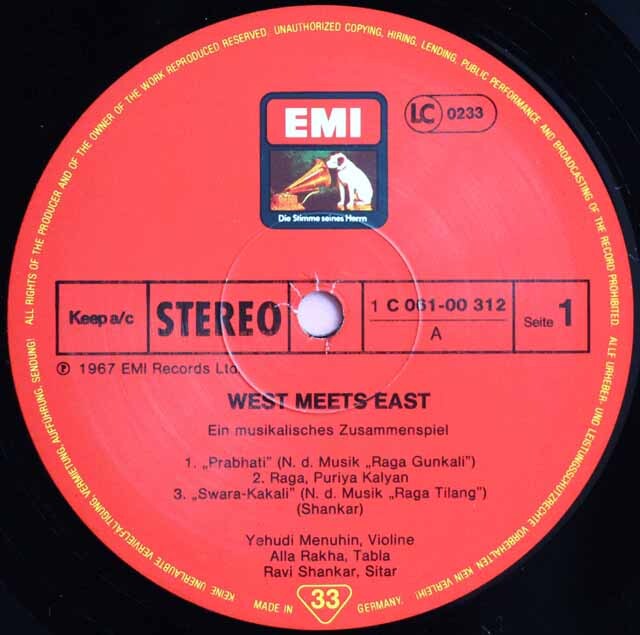 ALL RIGHTS OF THE PRODUCER AND OF THE OWNER OF THE WORK REPRODUCED RESERVED. UNAUTHORIZED COPYING, HIRING, LENDING, PUBLIC PERFORMANCE AND BROADCASTING OF THE RECORD PROHIBITED.
ALLE URHEBER- UND LEISTUNGSSCHUTZRECHTE VORBEHALTEN KEIN VERLEIH!
KEINE UNERLAUBTE VERVIELFÄLTIGUNG, VERMIETUNG, AUFFÜHRUNG, SENDUNG!
EMI
Die Stimme seines Herrn
LC 0233
Keep a/c
STEREO
1 C 061-00 312
A
Seite 1
℗ 1967 EMI Records Ltd.
WEST MEETS EAST
Ein musikalisches Zusammenspiel
1. „Prabhati" (N. d. Musik „Raga Gunkali")
2. Raga, Puriya Kalyan
3. „Swara-Kakali" (N. d. Musik „Raga Tilang")
(Shankar)
Yehudi Menuhin, Violine
Alla Rakha, Tabla
Ravi Shankar, Sitar
MADE IN 33 GERMANY.